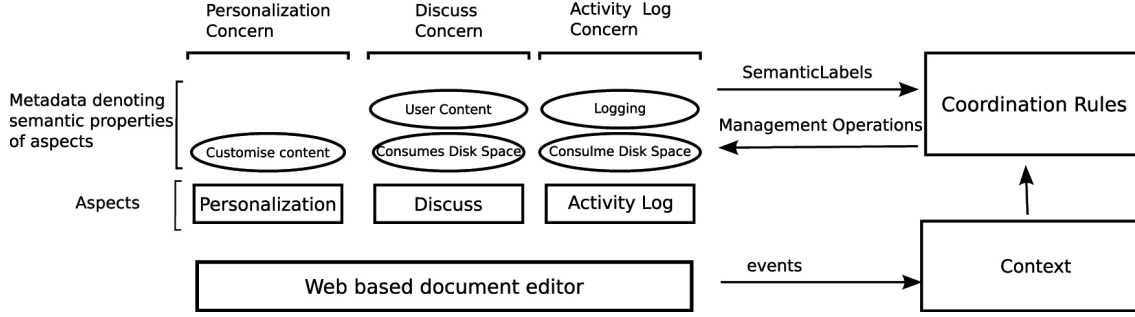 Personalization
Concern
Discuss
Concern
Activity Log
Concern
Metadata denoting
semantic properties
of aspects
User Content
Logging
Customise content
Consumes Disk Space
Consulme Disk Space
SemanticLabels
Management Operations
Coordination Rules
Aspects
Personalization
Discuss
Activity Log
Web based document editor
events
Context